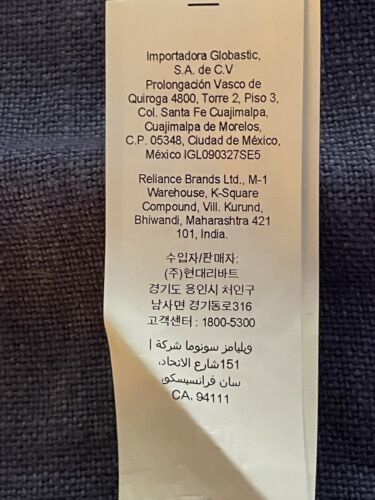 Importadora Globastic,
S.A. de C.V
Prolongación Vasco de
Quiroga 4800, Torre 2, Piso 3,
Col. Santa Fe Cuajimalpa,
Cuajimalpa de Morelos,
C.P. 05348, Ciudad de México,
México IGL090327SE5
Reliance Brands Ltd., M-1
Warehouse, K-Square
Compound, Vill. Kurund,
Bhiwandi, Maharashtra 421
101, India.
수입자/판매자:
(주)현대리바트
경기도 용인시 처인구
남사면 경기동로316
고객센터 : 1800-5300
ويليامز سونوما شركة |
151شارع الاتحاد،
سان فرانسيسكو،
CA، 94111